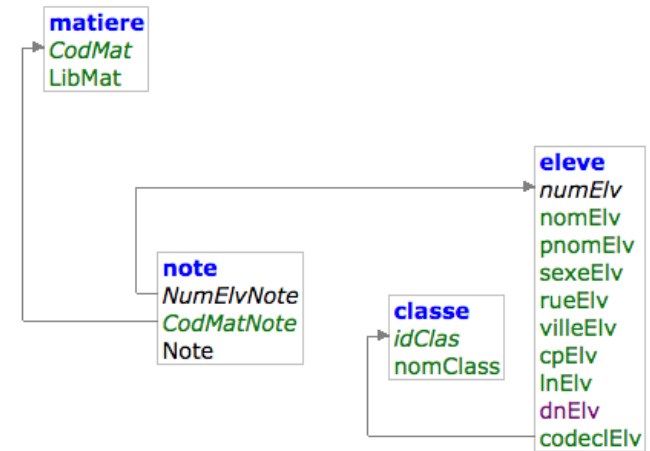 matiere
CodMat
LibMat
eleve
numElv
nomElv
pnomElv
sexeElv
rueElv
villeElv
cpElv
lnElv
dnElv
codeclElv
note
NumElvNote
CodMatNote
Note
classe
idClas
nomClass